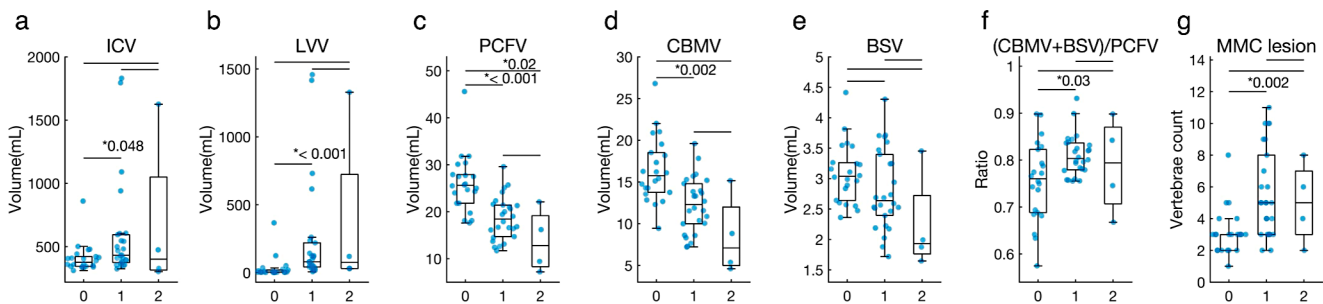 a
ICV
Volume(mL)
2000
1500
1000
500
*0.048
0 1 2
b
LVV
Volume(mL)
1500
1000
500
0
*< 0.001
0 1 2
c
PCFV
Volume(mL)
50
40
30
20
10
*0.02
*< 0.001
0 1 2
d
CBMV
Volume(mL)
30
25
20
15
10
5
*0.002
0 1 2
e
BSV
Volume(mL)
5
4.5
4
3.5
3
2.5
2
1.5
0 1 2
f
(CBMV+BSV)/PCFV
Ratio
1
0.9
0.8
0.7
0.6
*0.03
0 1 2
g
MMC lesion
Vertebrae count
14
12
10
8
6
4
2
0
*0.002
0 1 2